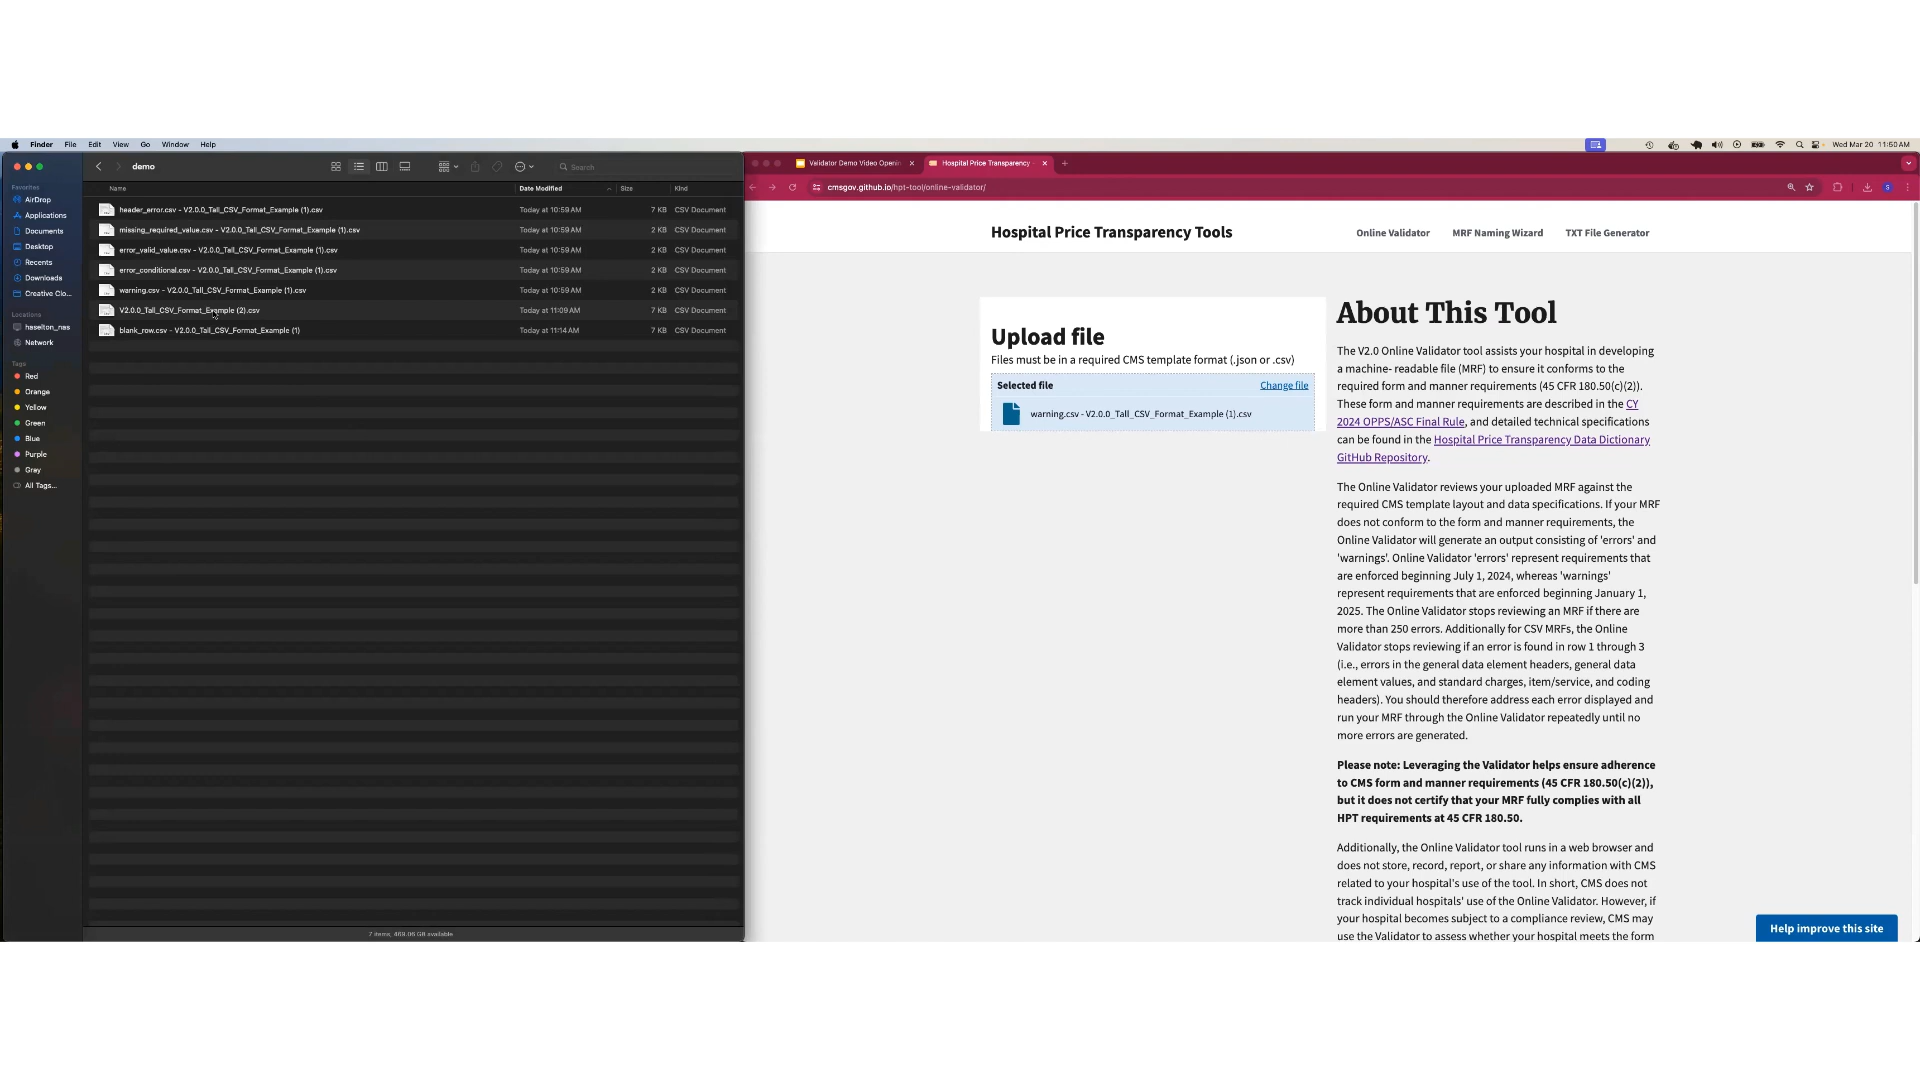 Finder File Edit View Go Window Help
Wed Mar 20 11:50 AM
demo
Search
Favorites
AirDrop
Applications
Documents
Desktop
Recents
Downloads
Creative Clo...
Locations
haselton_nas
Network
Tags
Red
Orange
Yellow
Green
Blue
Purple
Gray
All Tags...
Name Date Modified Size Kind
header_error.csv - V2.0.0_Tall_CSV_Format_Example (1).csv Today at 10:59 AM 7 KB CSV Document
missing_required_value.csv - V2.0.0_Tall_CSV_Format_Example (1).csv Today at 10:59 AM 2 KB CSV Document
error_valid_value.csv - V2.0.0_Tall_CSV_Format_Example (1).csv Today at 10:59 AM 2 KB CSV Document
error_conditional.csv - V2.0.0_Tall_CSV_Format_Example (1).csv Today at 10:59 AM 2 KB CSV Document
warning.csv - V2.0.0_Tall_CSV_Format_Example (1).csv Today at 10:59 AM 2 KB CSV Document
V2.0.0_Tall_CSV_Format_Example (2).csv Today at 11:09 AM 7 KB CSV Document
blank_row.csv - V2.0.0_Tall_CSV_Format_Example (1) Today at 11:14 AM 7 KB CSV Document
7 items, 469.06 GB available
Validator Demo Video Openin
Hospital Price Transparency
cmsgov.github.io/hpt-tool/online-validator/
S
Hospital Price Transparency Tools
Online Validator MRF Naming Wizard TXT File Generator
Upload file
Files must be in a required CMS template format (.json or .csv)
Selected file Change file
warning.csv - V2.0.0_Tall_CSV_Format_Example (1).csv
About This Tool
The V2.0 Online Validator tool assists your hospital in developing
a machine- readable file (MRF) to ensure it conforms to the
required form and manner requirements (45 CFR 180.50(c)(2)).
These form and manner requirements are described in the CY
2024 OPPS/ASC Final Rule, and detailed technical specifications
can be found in the Hospital Price Transparency Data Dictionary
GitHub Repository.
The Online Validator reviews your uploaded MRF against the
required CMS template layout and data specifications. If your MRF
does not conform to the form and manner requirements, the
Online Validator will generate an output consisting of 'errors' and
'warnings'. Online Validator 'errors' represent requirements that
are enforced beginning July 1, 2024, whereas 'warnings'
represent requirements that are enforced beginning January 1,
2025. The Online Validator stops reviewing an MRF if there are
more than 250 errors. Additionally for CSV MRFs, the Online
Validator stops reviewing if an error is found in row 1 through 3
(i.e., errors in the general data element headers, general data
element values, and standard charges, item/service, and coding
headers). You should therefore address each error displayed and
run your MRF through the Online Validator repeatedly until no
more errors are generated.
Please note: Leveraging the Validator helps ensure adherence
to CMS form and manner requirements (45 CFR 180.50(c)(2)),
but it does not certify that your MRF fully complies with all
HPT requirements at 45 CFR 180.50.
Additionally, the Online Validator tool runs in a web browser and
does not store, record, report, or share any information with CMS
related to your hospital's use of the tool. In short, CMS does not
track individual hospitals' use of the Online Validator. However, if
your hospital becomes subject to a compliance review, CMS may
use the Validator to assess whether your hospital meets the form
Help improve this site